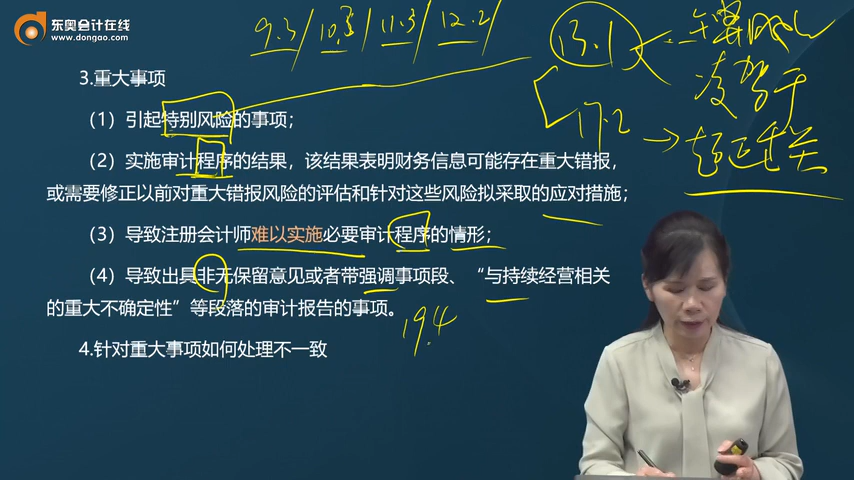 东奥会计在线
www.dongao.com
9.3/10.3/11.3/12.2/
13.1
17.2
凌驾于
3.重大事项
（1）引起特别风险的事项；
（2）实施审计程序的结果，该结果表明财务信息可能存在重大错报，
或需要修正以前对重大错报风险的评估和针对这些风险拟采取的应对措施；
（3）导致注册会计师难以实施必要审计程序的情形；
（4）导致出具非无保留意见或者带强调事项段、“与持续经营相关
的重大不确定性”等段落的审计报告的事项。
19.4
4.针对重大事项如何处理不一致